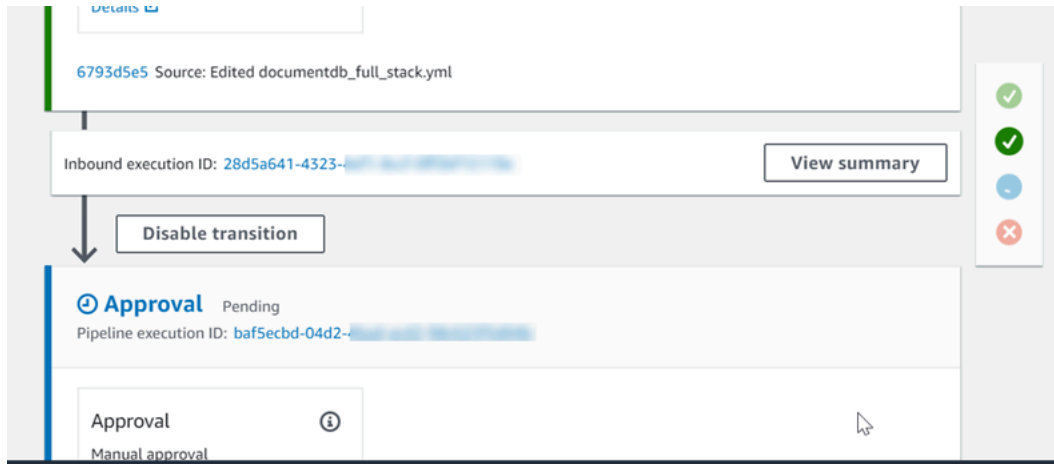 Details
6793d5e5 Source: Edited documentdb_full_stack.yml
Inbound execution ID: 28d5a641-4323-
View summary
Disable transition
Approval Pending
Pipeline execution ID: baf5ecbd-04d2-
Approval
Manual approval